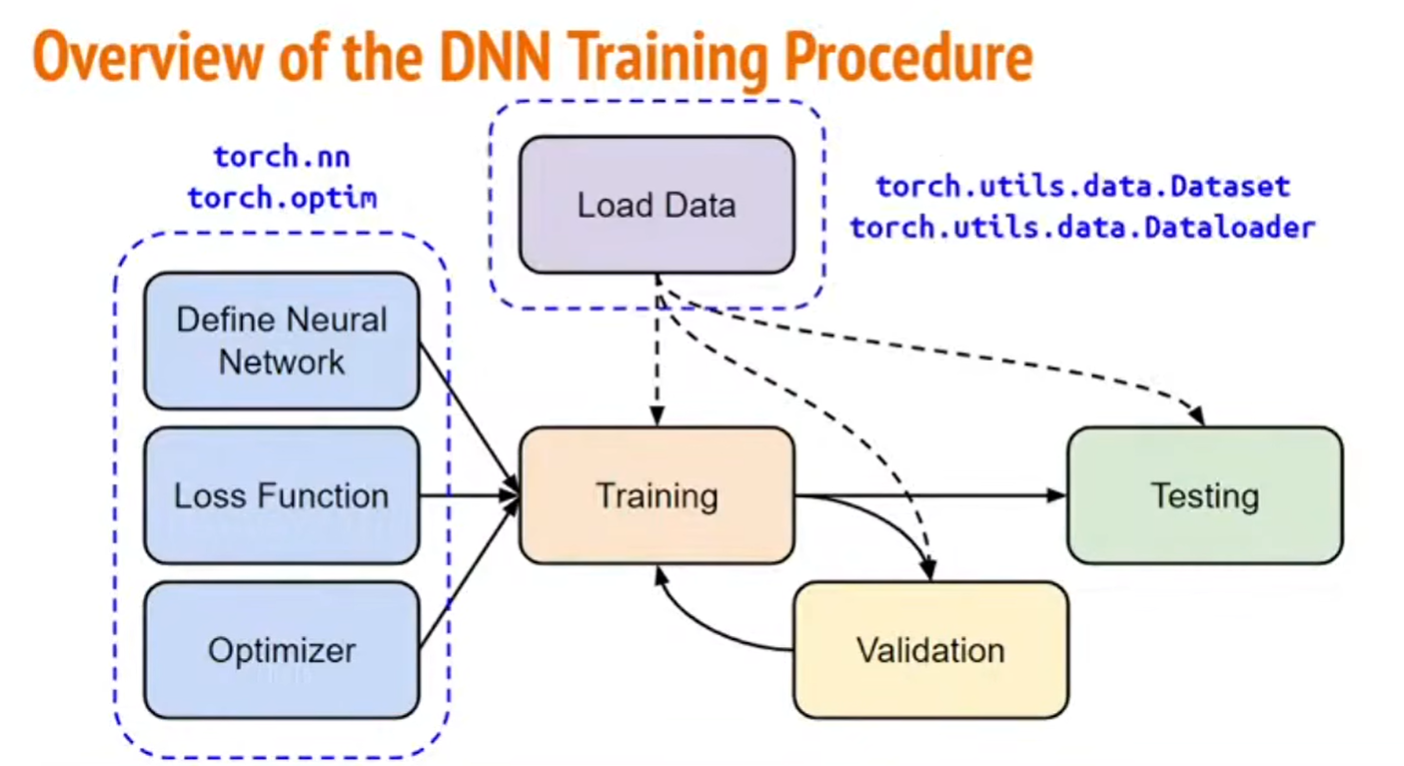 Overview of the DNN Training Procedure
torch.nn
torch.optim
Load Data
torch.utils.data.Dataset
torch.utils.data.Dataloader
Define Neural
Network
Loss Function
Training
Testing
Optimizer
Validation